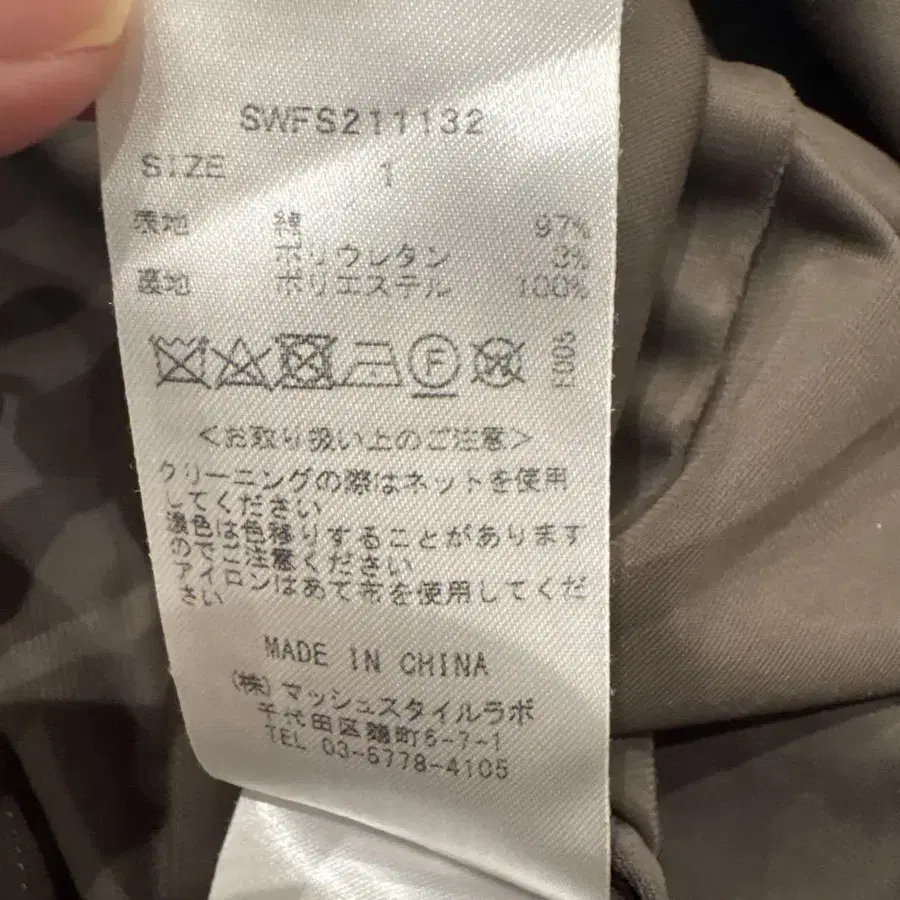 SWFS211132
SIZE 1
表地 綿 97%
ポリウレタン 3%
裏地 ポリエステル 100%
F W E005
<お取り扱い上のご注意>
クリーニングの際はネットを使用
してください
濃色は色移りすることがあります
のでご注意ください
アイロンはあて布を使用してくだ
さい
MADE IN CHINA
(株)マッシュスタイルラボ
千代田区麹町6-7-1
TEL 03-6778-4105